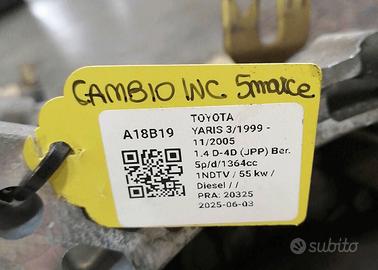 CAMBIO INC. 5marce
A18B19
TOYOTA
YARIS 3/1999 -
11/2005
1.4 D-4D (JPP) Ber.
5p/d/1364cc
1NDTV / 55 kw /
Diesel / /
PRA: 20325
2025-06-03
subito